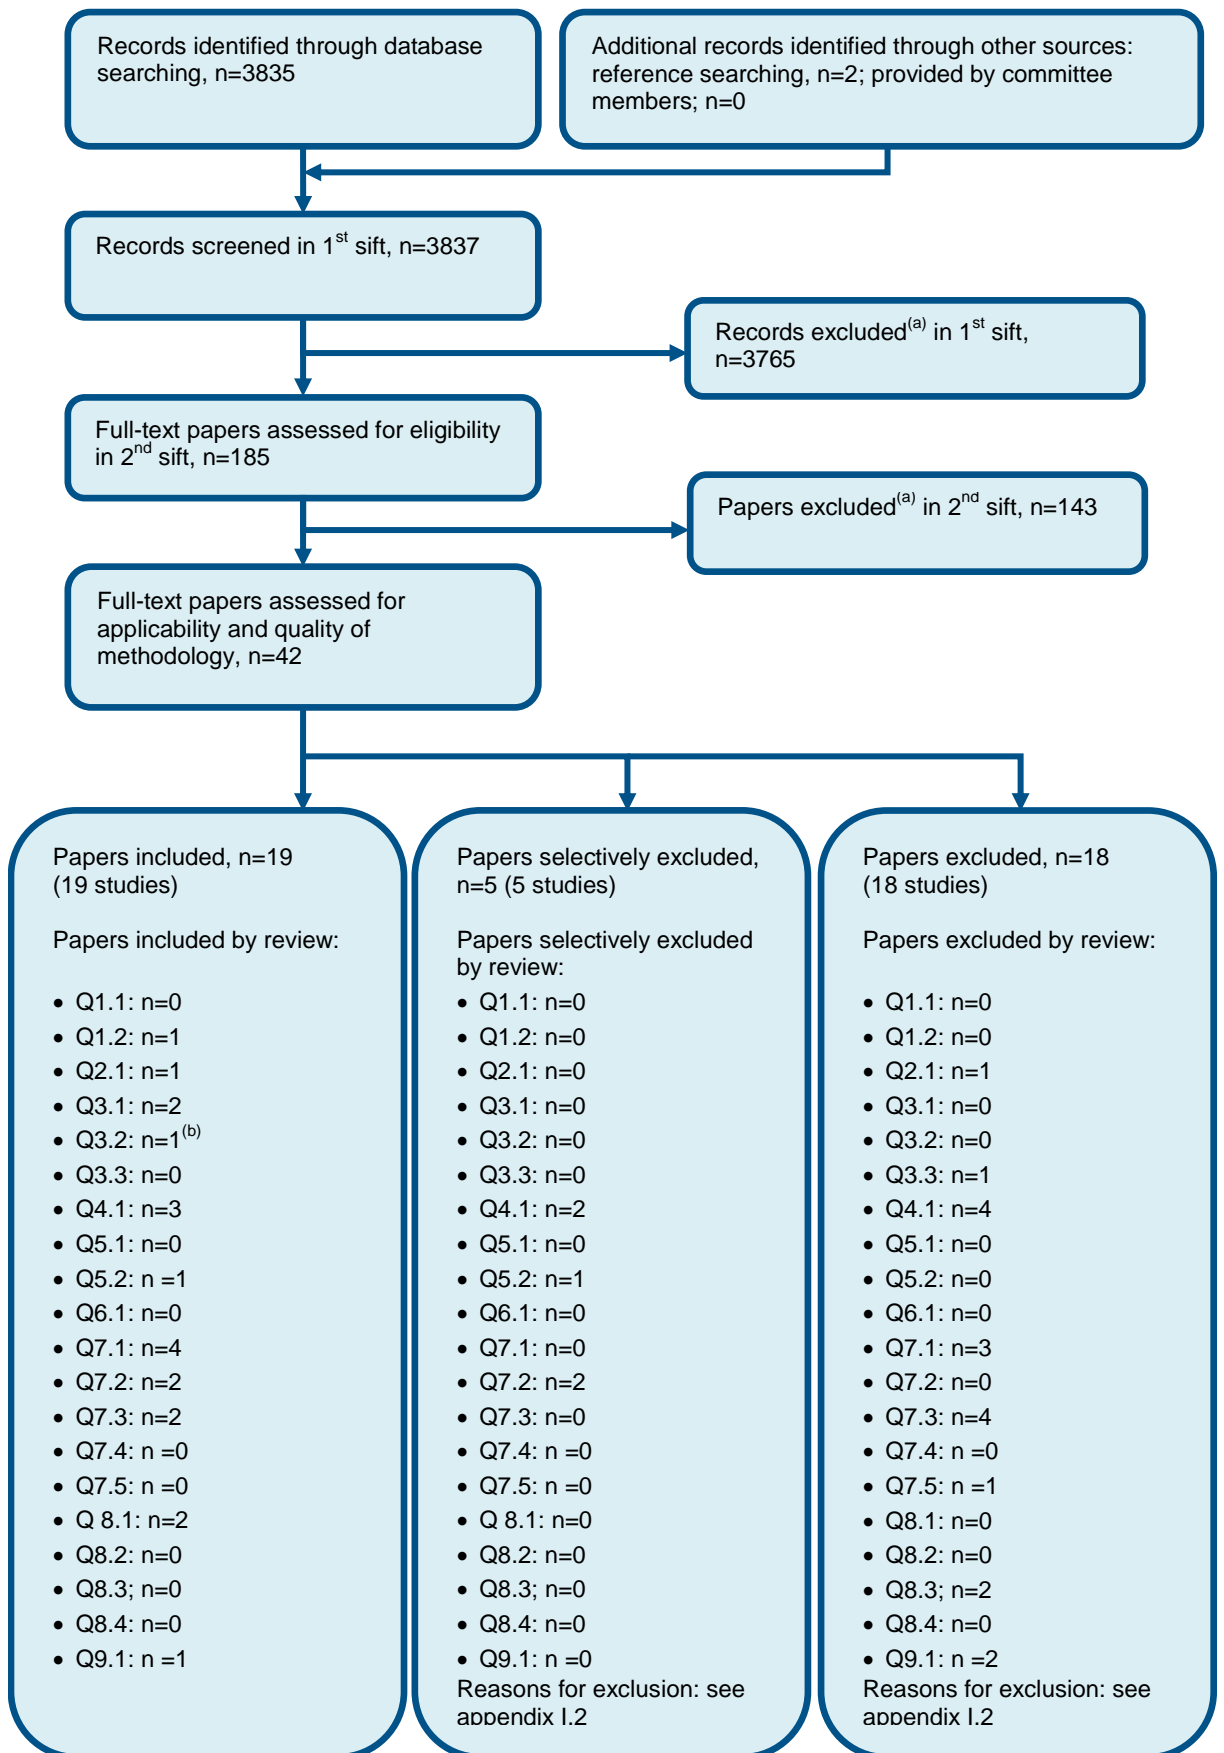 Records identified through database
searching, n=3835
Additional records identified through other sources:
reference searching, n=2; provided by committee
members; n=0
Records screened in 1st sift, n=3837
Records excluded(a) in 1st sift,
n=3765
Full-text papers assessed for eligibility
in 2nd sift, n=185
Papers excluded(a) in 2nd sift, n=143
Full-text papers assessed for
applicability and quality of
methodology, n=42
Papers included, n=19
(19 studies)
Papers included by review:
• Q1.1: n=0
• Q1.2: n=1
• Q2.1: n=1
• Q3.1: n=2
• Q3.2: n=1(b)
• Q3.3: n=0
• Q4.1: n=3
• Q5.1: n=0
• Q5.2: n =1
• Q6.1: n=0
• Q7.1: n=4
• Q7.2: n=2
• Q7.3: n=2
• Q7.4: n =0
• Q7.5: n =0
• Q 8.1: n=2
• Q8.2: n=0
• Q8.3; n=0
• Q8.4: n=0
• Q9.1: n =1
Papers selectively excluded,
n=5 (5 studies)
Papers selectively excluded
by review:
• Q1.1: n=0
• Q1.2: n=0
• Q2.1: n=0
• Q3.1: n=0
• Q3.2: n=0
• Q3.3: n=0
• Q4.1: n=2
• Q5.1: n=0
• Q5.2: n=1
• Q6.1: n=0
• Q7.1: n=0
• Q7.2: n=2
• Q7.3: n=0
• Q7.4: n =0
• Q7.5: n =0
• Q 8.1: n=0
• Q8.2: n=0
• Q8.3; n=0
• Q8.4: n=0
• Q9.1: n =0
Reasons for exclusion: see
appendix I.2
Papers excluded, n=18
(18 studies)
Papers excluded by review:
• Q1.1: n=0
• Q1.2: n=0
• Q2.1: n=1
• Q3.1: n=0
• Q3.2: n=0
• Q3.3: n=1
• Q4.1: n=4
• Q5.1: n=0
• Q5.2: n=0
• Q6.1: n=0
• Q7.1: n=3
• Q7.2: n=0
• Q7.3: n=4
• Q7.4: n =0
• Q7.5: n =1
• Q8.1: n=0
• Q8.2: n=0
• Q8.3; n=2
• Q8.4: n=0
• Q9.1: n =2
Reasons for exclusion: see
appendix I.2